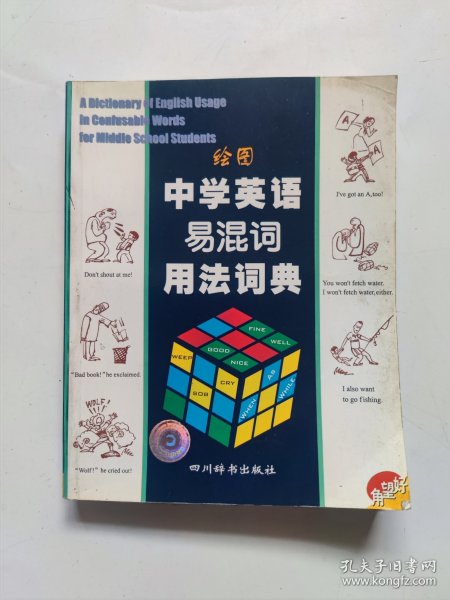 A Dictionary of English Usage
in Confusable Words
for Middle School Students
绘图
中学英语
易混词
用法词典
I've got an A,too!
Don't shout at me!
You won't fetch water.
I won't fetch water,either.
"Bad book!" he exclaimed.
I also want
to go fishing.
WOLF!
"Wolf!" he cried out!
FINE
WELL
GOOD
NICE
WEEP
CRY
SOB
AS
WHEN
WHILE
四川辞书出版社
好望角
孔夫子旧书网
www.kongfz.com